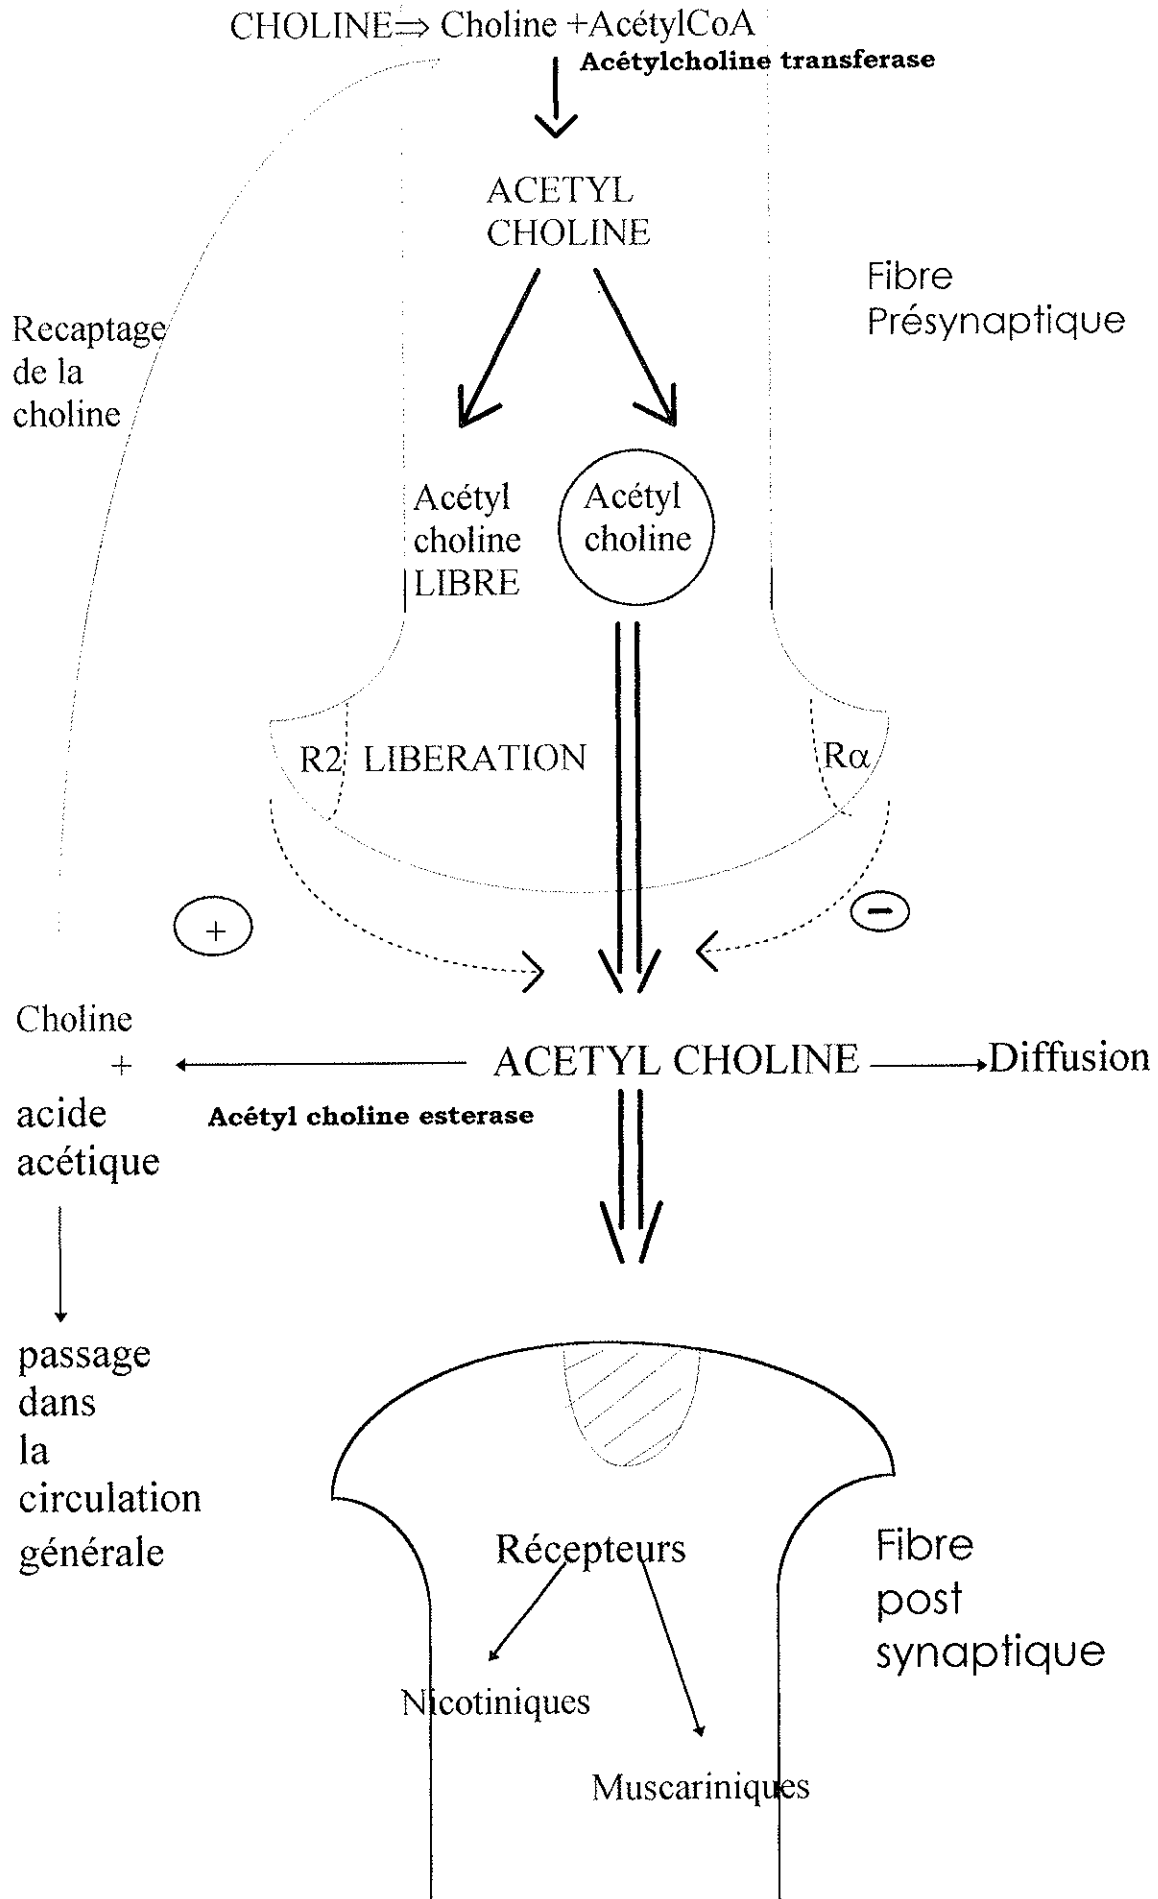 CHOLINE⇒ Choline +AcétylCoA
Acétylcholine transferase
ACETYL
CHOLINE
Fibre
Présynaptique
Recaptage
de la
choline
Acétyl
choline
LIBRE
Acétyl
choline
R2 LIBERATION
Rα
+
−
Choline
+
acide
acétique
ACETYL CHOLINE
Diffusion
Acétyl choline esterase
passage
dans
la
circulation
générale
Récepteurs
Nicotiniques
Muscariniques
Fibre
post
synaptique